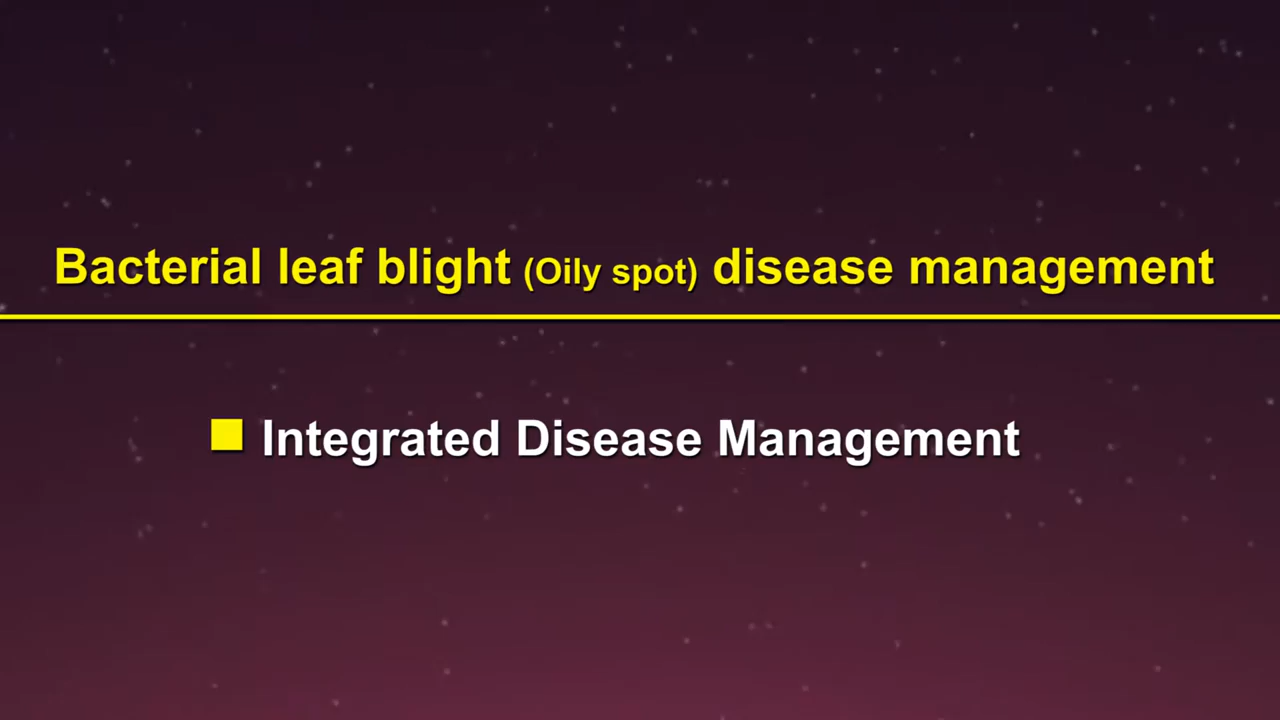 Bacterial leaf blight (Oily spot) disease management
Integrated Disease Management